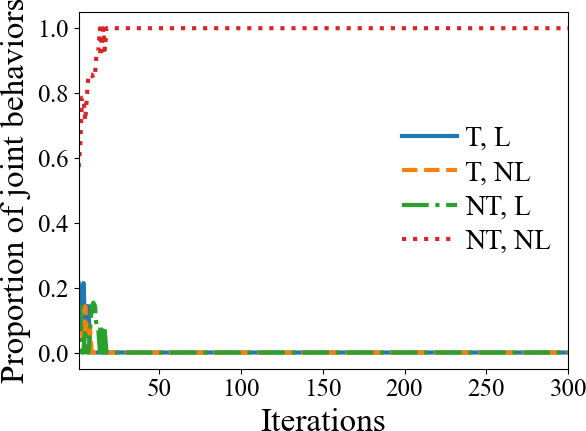 Proportion of joint behaviors
1.0
0.8
0.6
0.4
0.2
0.0
T, L
T, NL
NT, L
NT, NL
50 100 150 200 250 300
Iterations